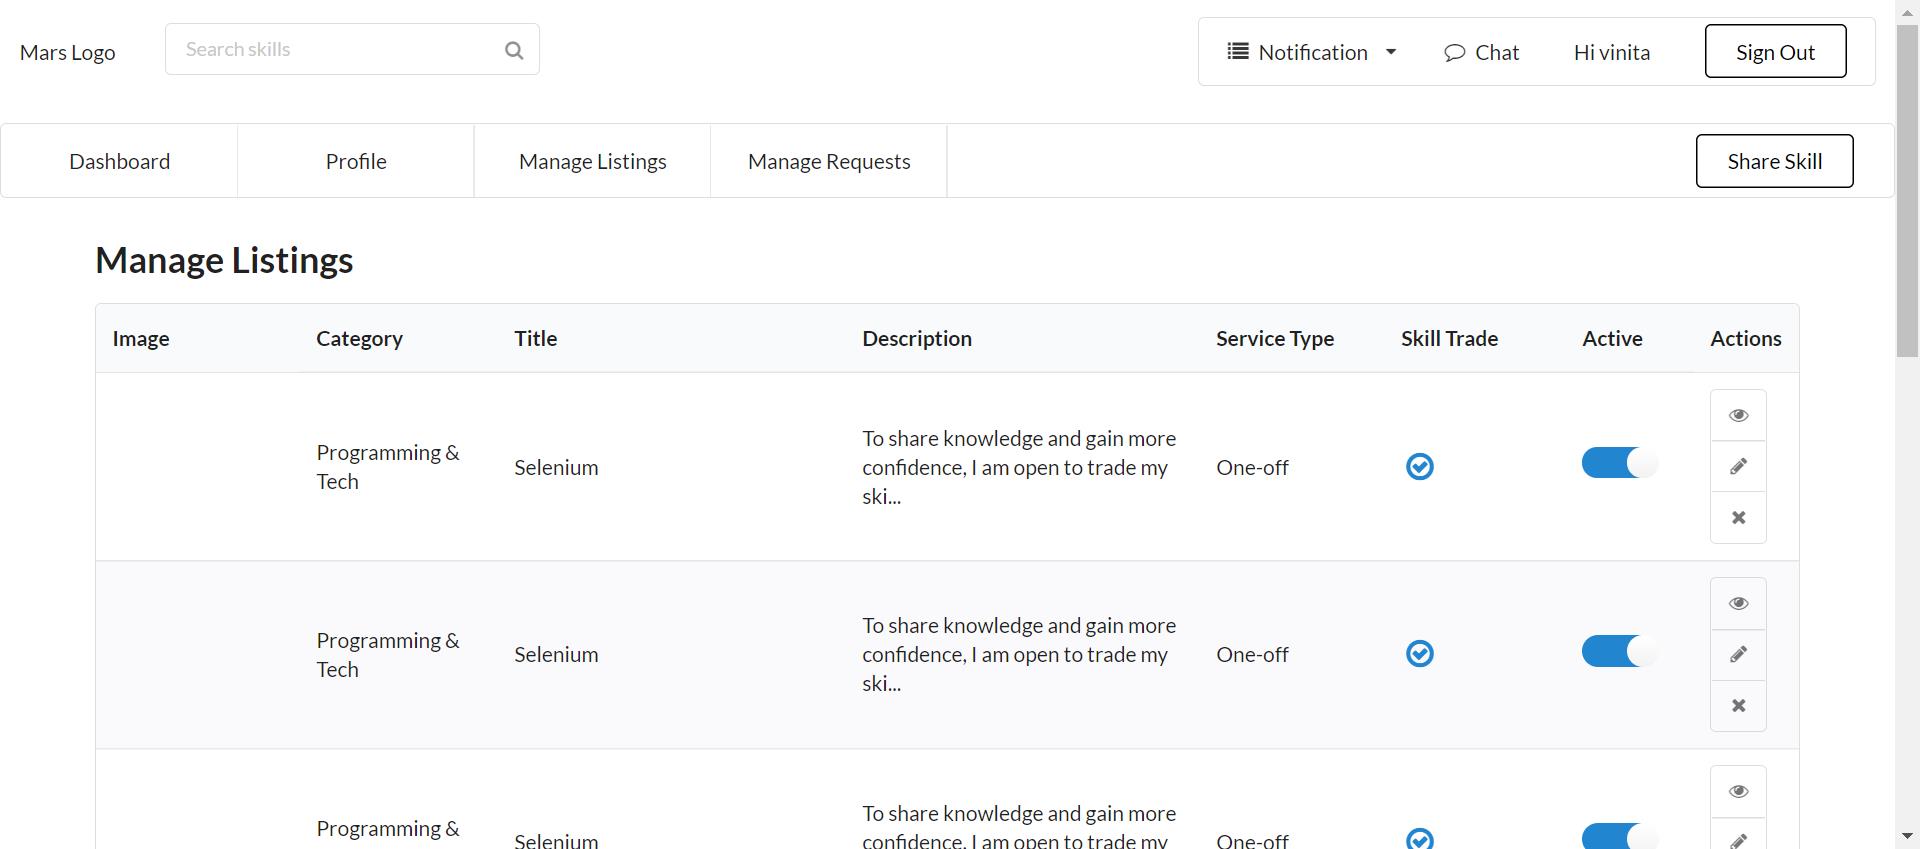 Mars Logo
Search skills
Notification
Chat
Hi vinita
Sign Out
Dashboard
Profile
Manage Listings
Manage Requests
Share Skill
Manage Listings
Image Category Title Description Service Type Skill Trade Active Actions
Programming &
Tech
Selenium
To share knowledge and gain more
confidence, I am open to trade my
ski...
One-off
Programming &
Tech
Selenium
To share knowledge and gain more
confidence, I am open to trade my
ski...
One-off
Programming &
Selenium
To share knowledge and gain more
confidence, I am open to trade my
One-off